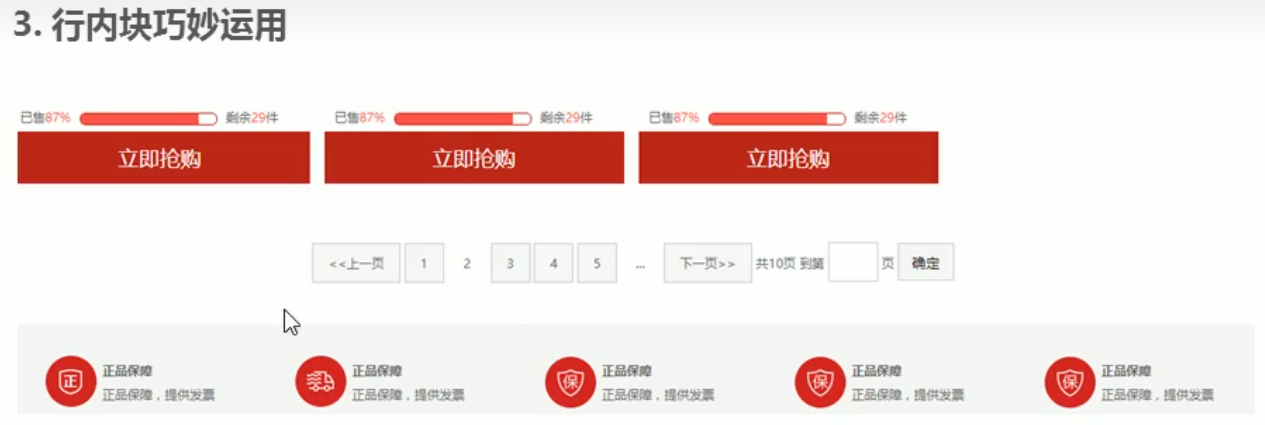 3. 行内块巧妙运用
已售87% 剩余29件 已售87% 剩余29件 已售87% 剩余29件
立即抢购 立即抢购 立即抢购
<<上一页 1 2 3 4 5 ... 下一页>> 共10页 到第 页 确定
正 正品保障 正品保障 保 正品保障 保 正品保障 保 正品保障
正品保障，提供发票 正品保障，提供发票 正品保障，提供发票 正品保障，提供发票 正品保障，提供发票